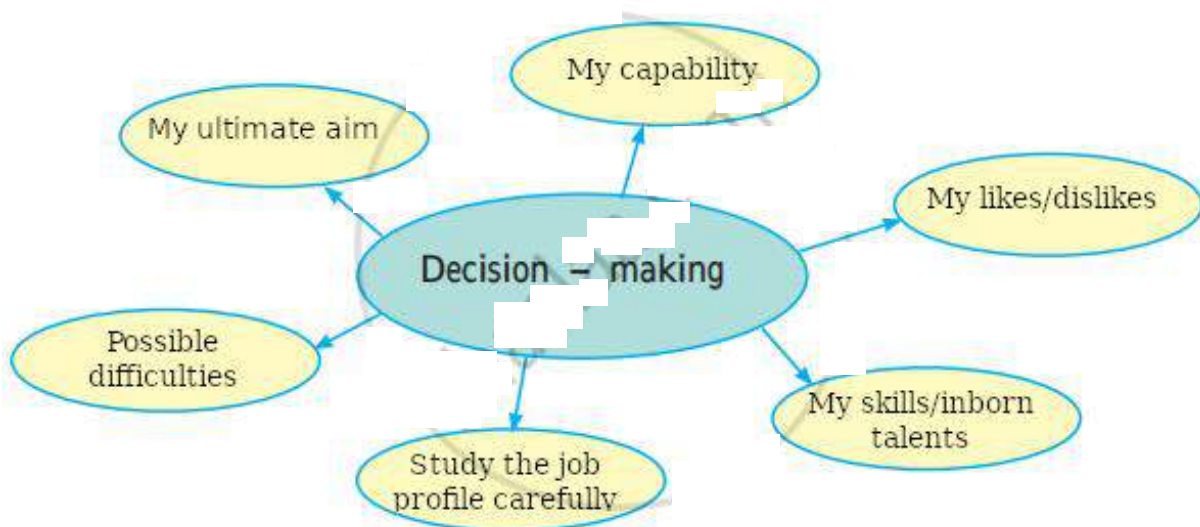 My capability
My ultimate aim
My likes/dislikes
Decision – making
Possible
difficulties
My skills/inborn
talents
Study the job
profile carefully